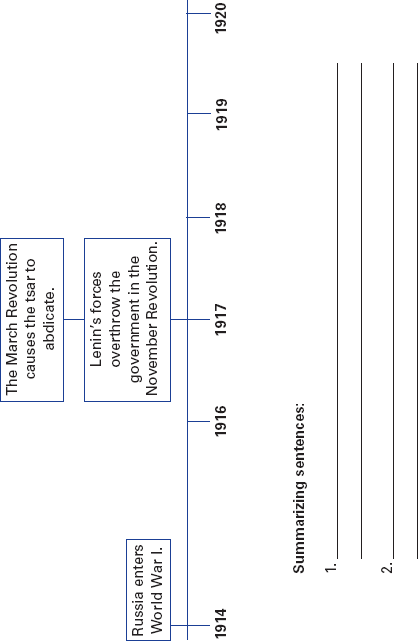 The March Revolution
causes the tsar to
abdicate.
Lenin's forces
overthrow the
government in the
November Revolution.
Russia enters
World War I.
1914
1916
1917
1918
1919
1920
Summarizing sentences:
1.
2.